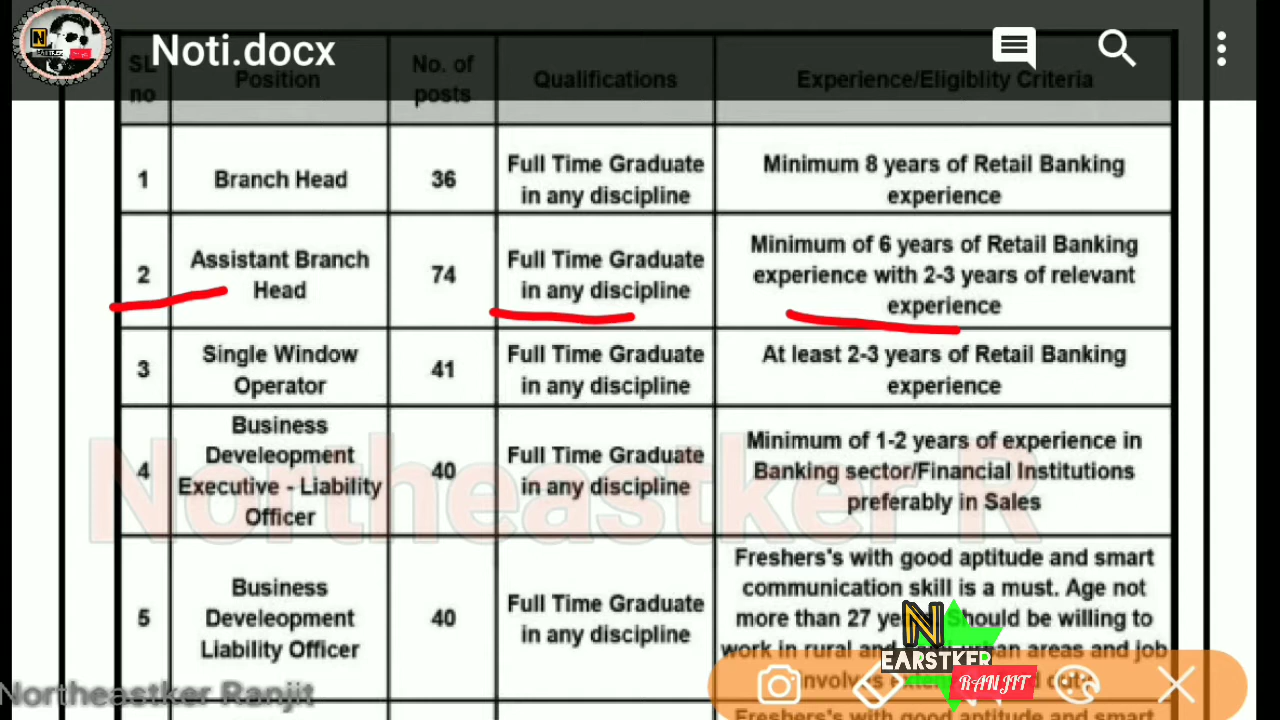 Noti.docx
SL no
Position
No. of posts
Qualifications
Experience/Eligiblity Criteria
1
Branch Head
36
Full Time Graduate
in any discipline
Minimum 8 years of Retail Banking
experience
2
Assistant Branch
Head
74
Full Time Graduate
in any discipline
Minimum of 6 years of Retail Banking
experience with 2-3 years of relevant
experience
3
Single Window
Operator
41
Full Time Graduate
in any discipline
At least 2-3 years of Retail Banking
experience
4
Business
Develeopment
Executive - Liability
Officer
40
Full Time Graduate
in any discipline
Minimum of 1-2 years of experience in
Banking sector/Financial Institutions
preferably in Sales
5
Business
Develeopment
Liability Officer
40
Full Time Graduate
in any discipline
Freshers's with good aptitude and smart
communication skill is a must. Age not
more than 27 Should be willing to
work in rural and areas and job
Northeastker R
N
EARSTKER
RANJIT
Northeastker Ranjit